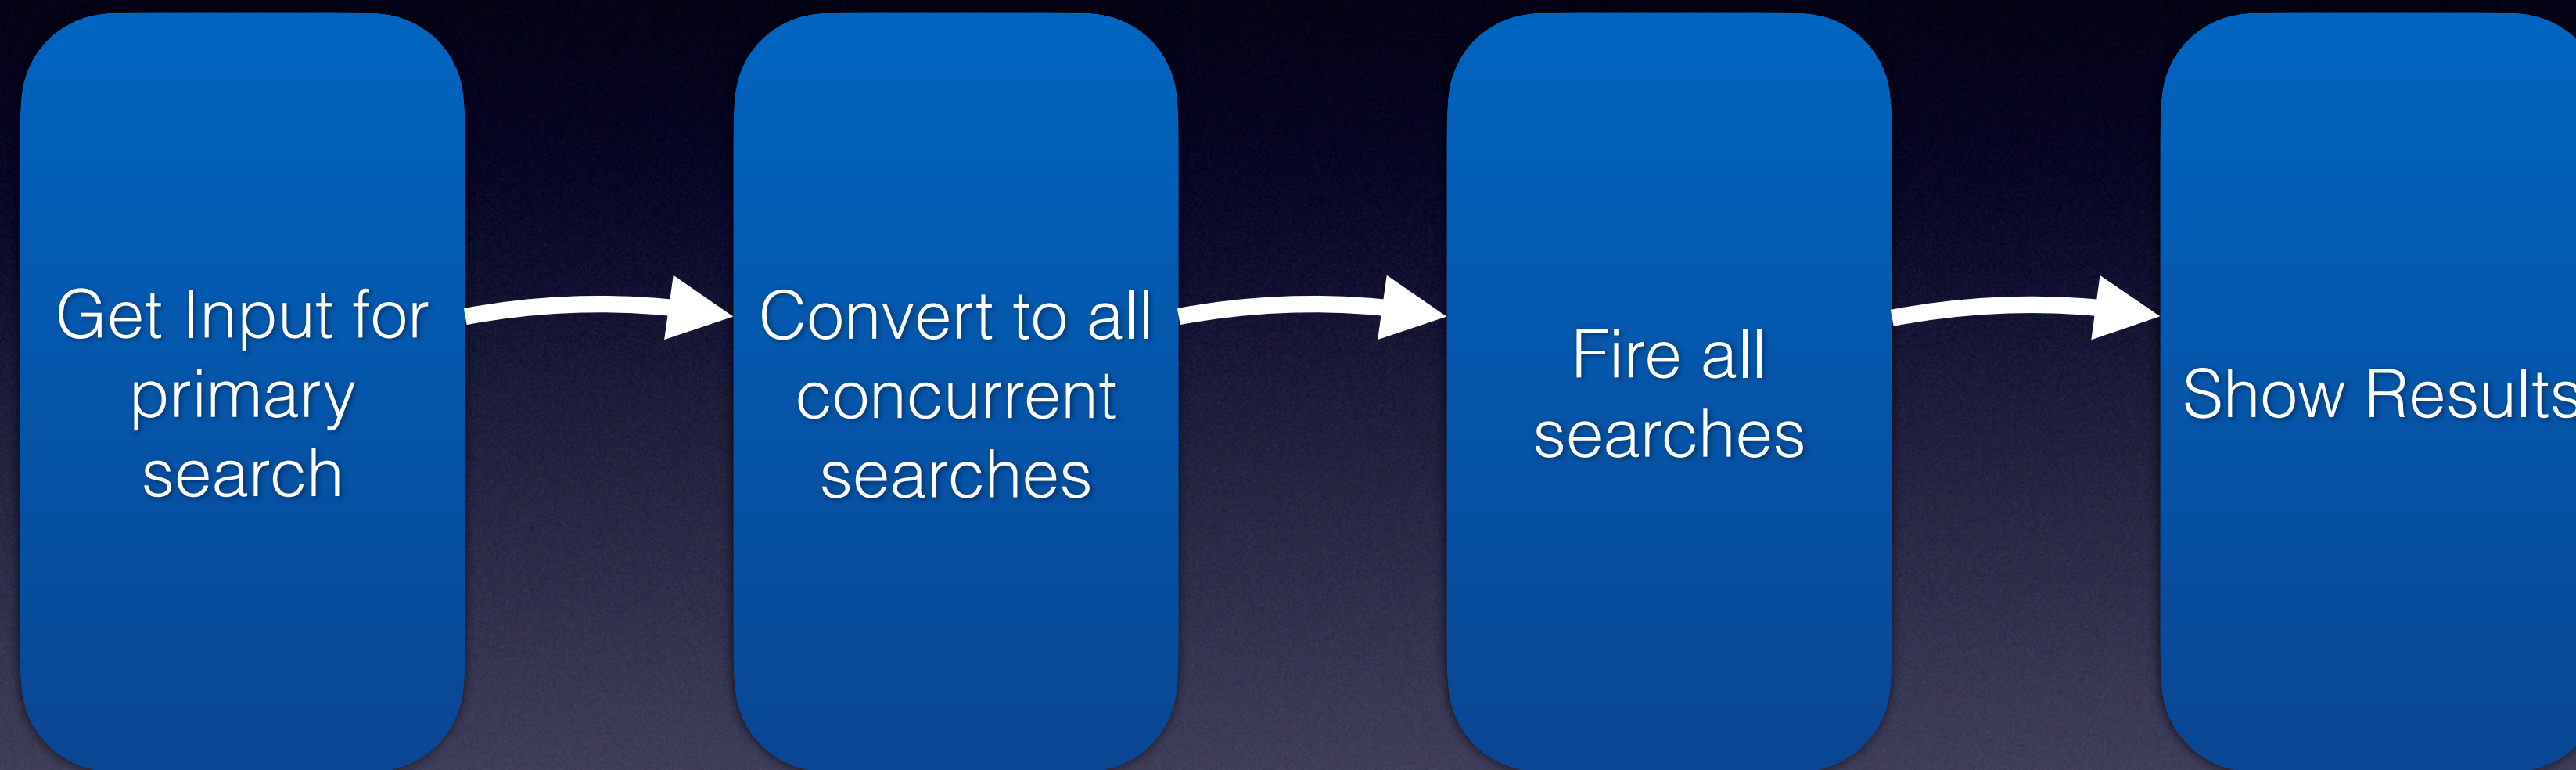 Get Input for
primary
search
Convert to all
concurrent
searches
Fire all
searches
Show Results